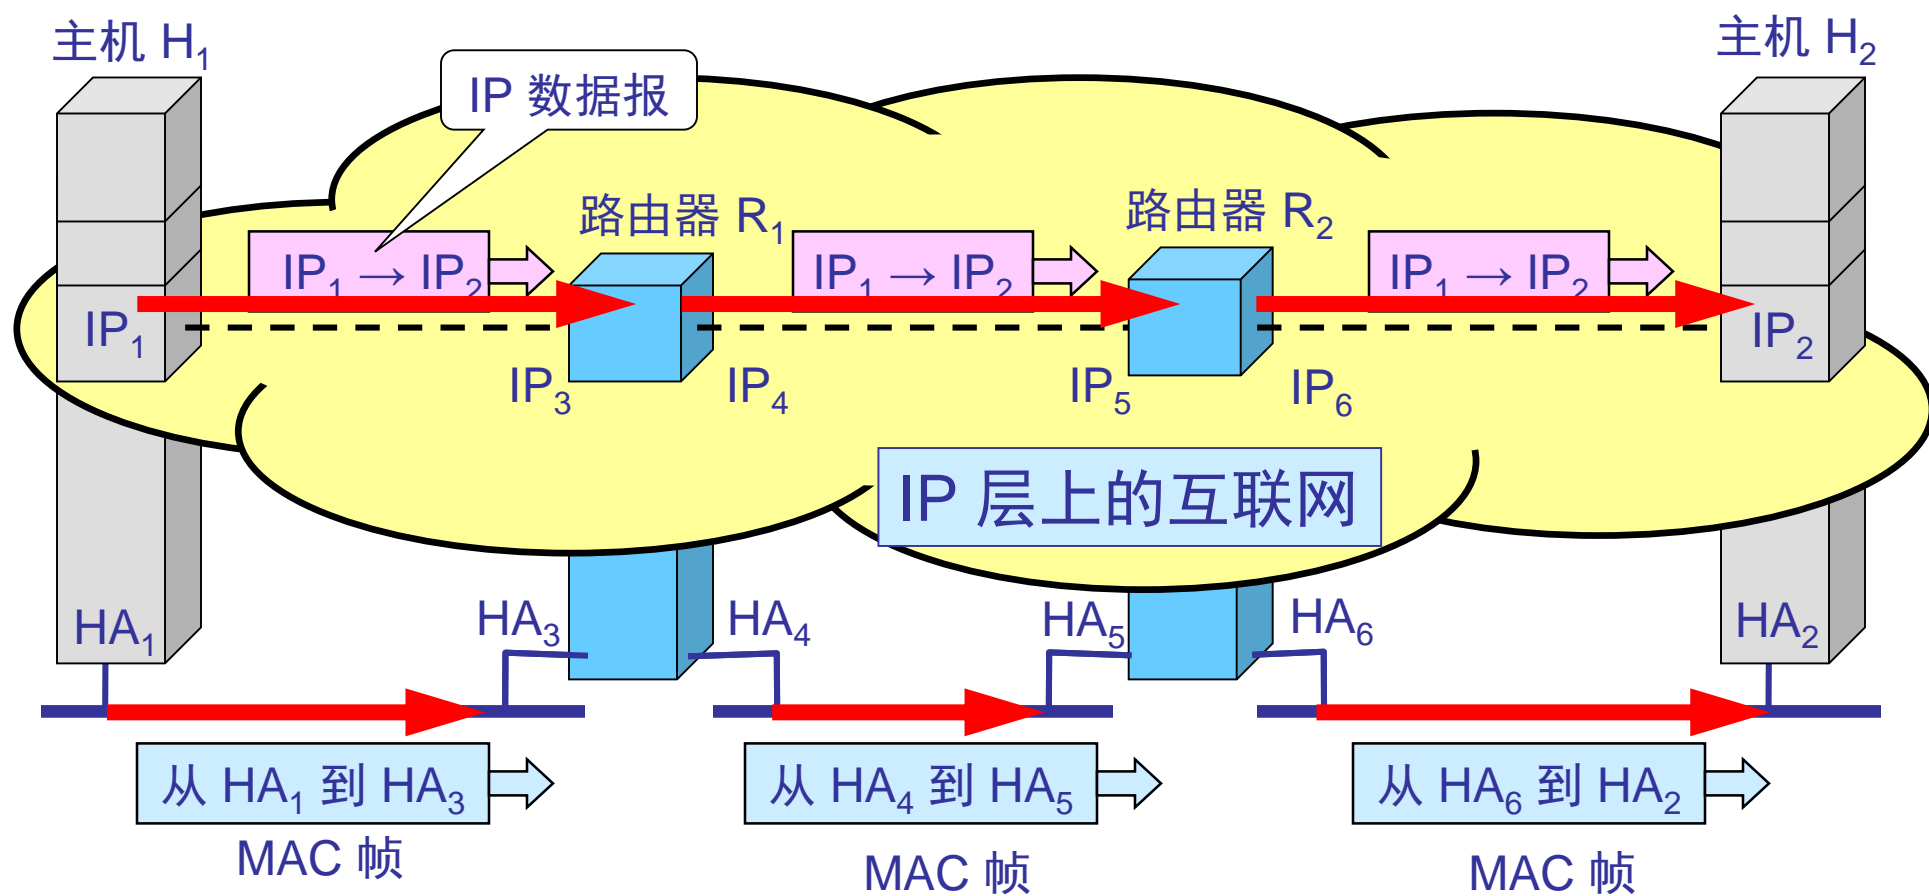 主机 H₁
主机 H₂
IP 数据报
路由器 R₁
路由器 R₂
IP₁ → IP₂
IP₁ → IP₂
IP₁ → IP₂
IP₁
IP₂
IP₃
IP₄
IP₅
IP₆
IP 层上的互联网
HA₁
HA₃
HA₄
HA₅
HA₆
HA₂
从 HA₁ 到 HA₃
从 HA₄ 到 HA₅
从 HA₆ 到 HA₂
MAC 帧
MAC 帧
MAC 帧